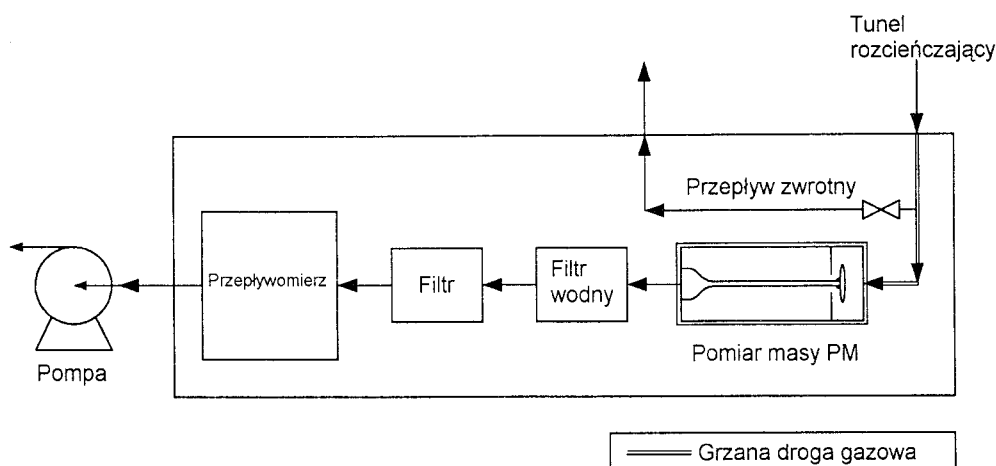 Tunel
rozcieńczający
Przepływ zwrotny
Przepływomierz
Filtr
Filtr
wodny
Pomiar masy PM
Pompa
Grzana droga gazowa